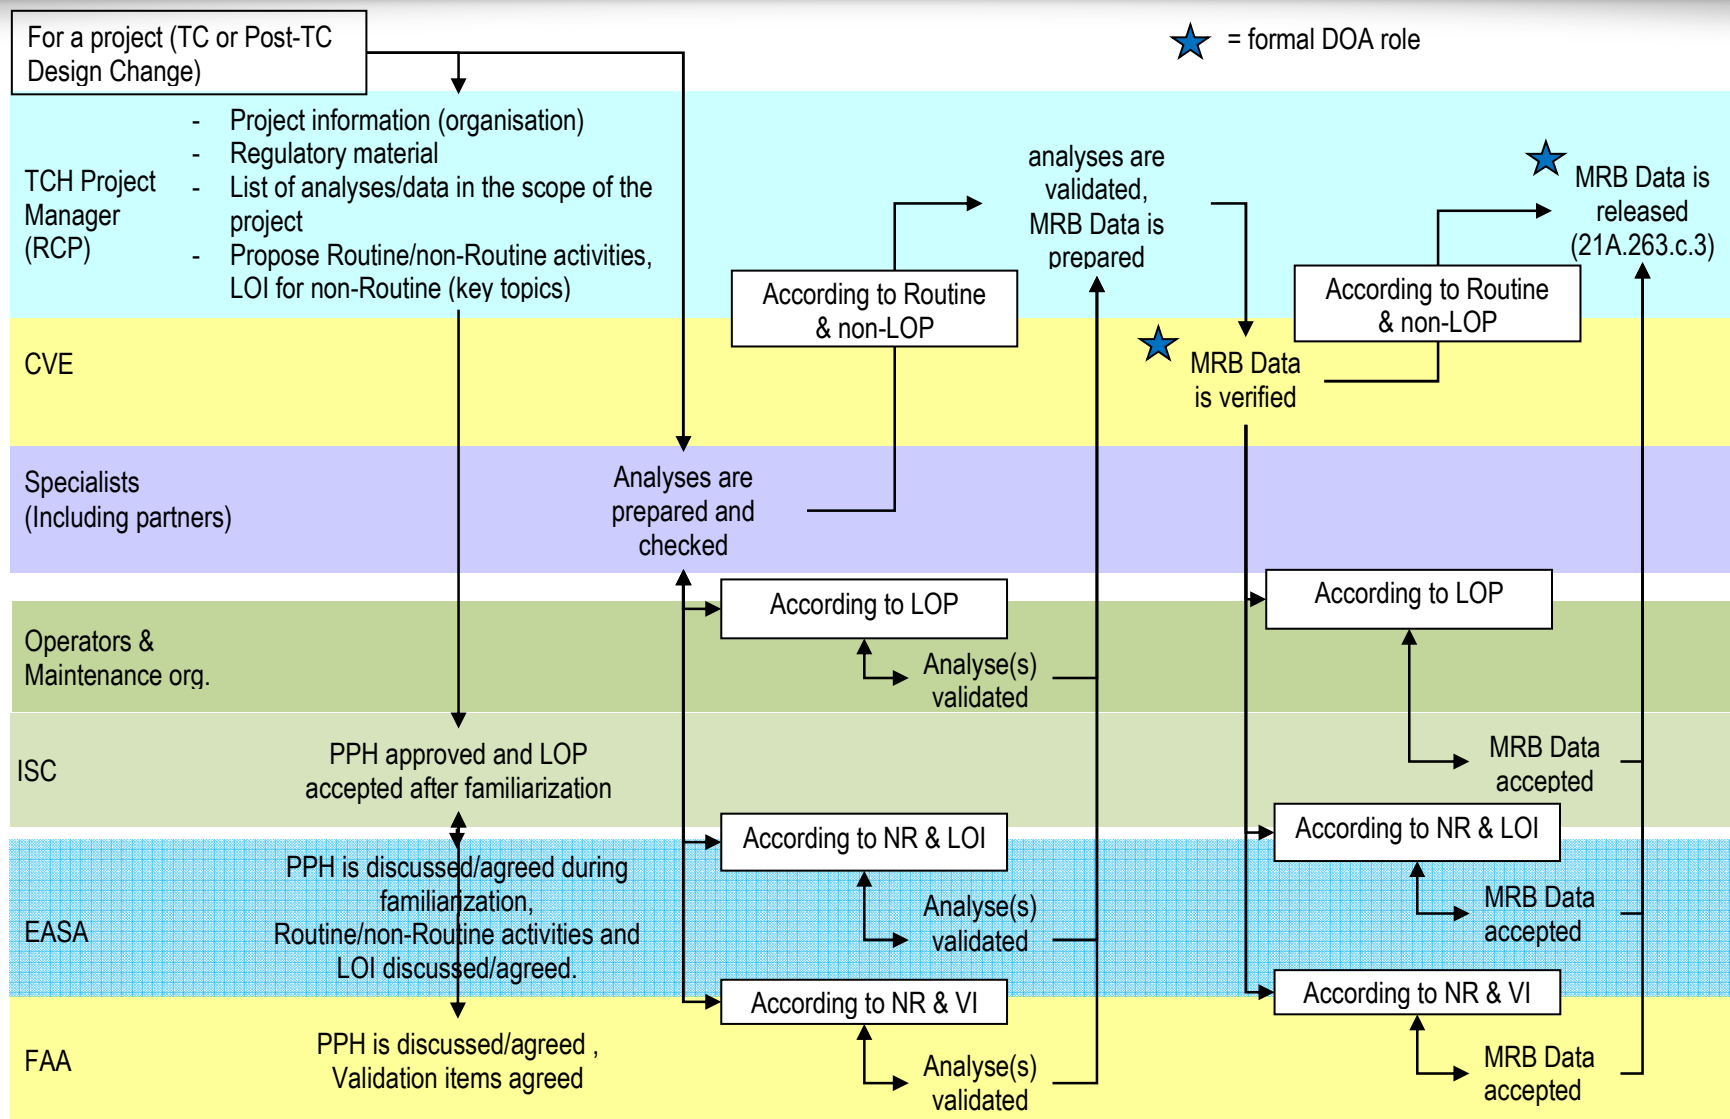 For a project (TC or Post-TC
Design Change)
= formal DOA role
TCH Project
Manager
(RCP)
- Project information (organisation)
- Regulatory material
- List of analyses/data in the scope of the
project
- Propose Routine/non-Routine activities,
LOI for non-Routine (key topics)
analyses are
validated,
MRB Data is
prepared
MRB Data is
released
(21A.263.c.3)
According to Routine
& non-LOP
According to Routine
& non-LOP
CVE
MRB Data
is verified
Specialists
(Including partners)
Analyses are
prepared and
checked
According to LOP
According to LOP
Operators &
Maintenance org.
Analyse(s)
validated
ISC
PPH approved and LOP
accepted after familiarization
MRB Data
accepted
According to NR & LOI
According to NR & LOI
EASA
PPH is discussed/agreed during
familiarization,
Routine/non-Routine activities and
LOI discussed/agreed.
Analyse(s)
validated
MRB Data
accepted
According to NR & VI
According to NR & VI
FAA
PPH is discussed/agreed ,
Validation items agreed
Analyse(s)
validated
MRB Data
accepted